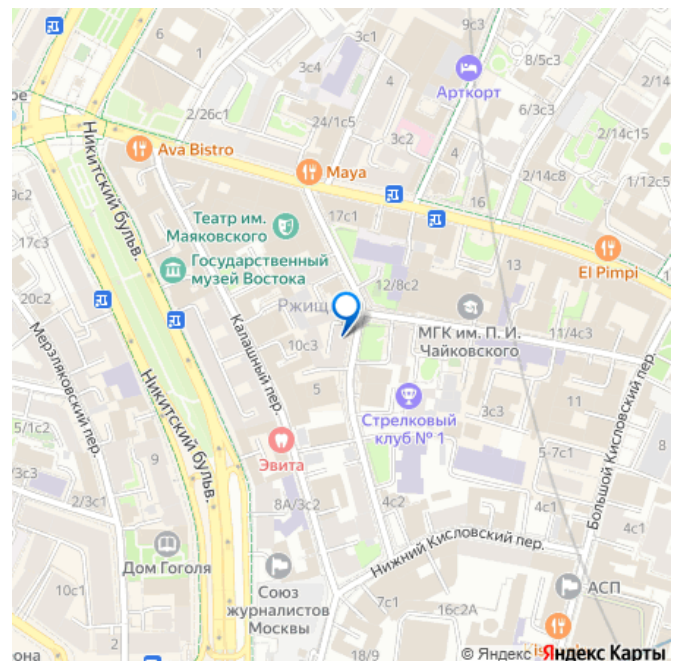 9с3
3с1
8/5с3
6
1
4
3с4
Арткорт
2/14
6/3с3
ое
2/26с1
24/1с5
2/14с15
3с2
4
Ava Bistro
Maya
2/14с8
1/12с5
9с2
Никитский бульв.
17с1
16
Театр им.
Маяковского
17с3
Государственный
музей Востока
El Pimpi
13
12/8с2
20с2
Ржищ
МГК им. П. И.
Чайковского
11/4с3
Мерзляковский пер.
Калашный пер.
10с3
5
Стрелковый
клуб № 1
11
3с3
Никитский бульв.
5/1с2
Эвита
5-7с1
Большой Кисловский пер.
8
3с3
9
2/3с1
8А/3с2
4с2
4с1
4с1
Нижний Кисловский пер.
Дом Гоголя
10с1
Союз
журналистов
Москвы
АСП
7с1
16с2А
2
рона
18/9
© Яндекс Яндекс Карты